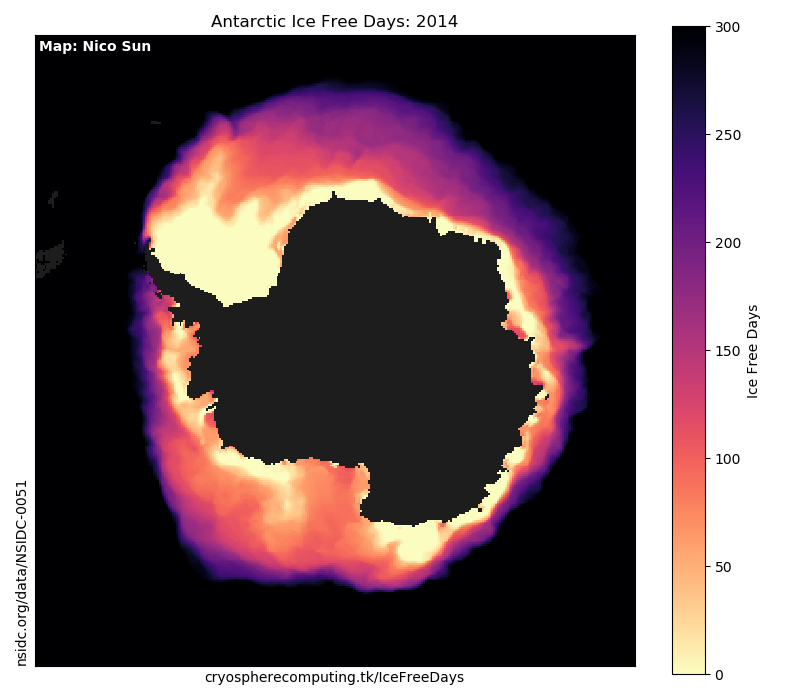 Antarctic Ice Free Days: 2014
Map: Nico Sun
300
250
200
150
100
50
0
Ice Free Days
nsidc.org/data/NSIDC-0051
cryospherecomputing.tk/IceFreeDays